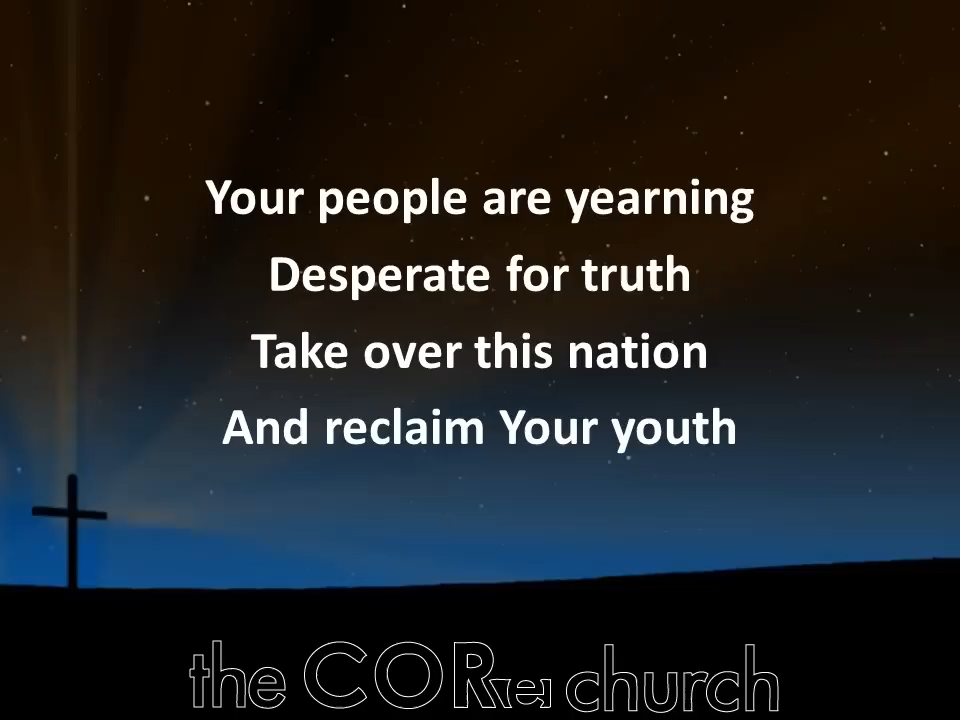 Your people are yearning
Desperate for truth
Take over this nation
And reclaim Your youth
the COR church